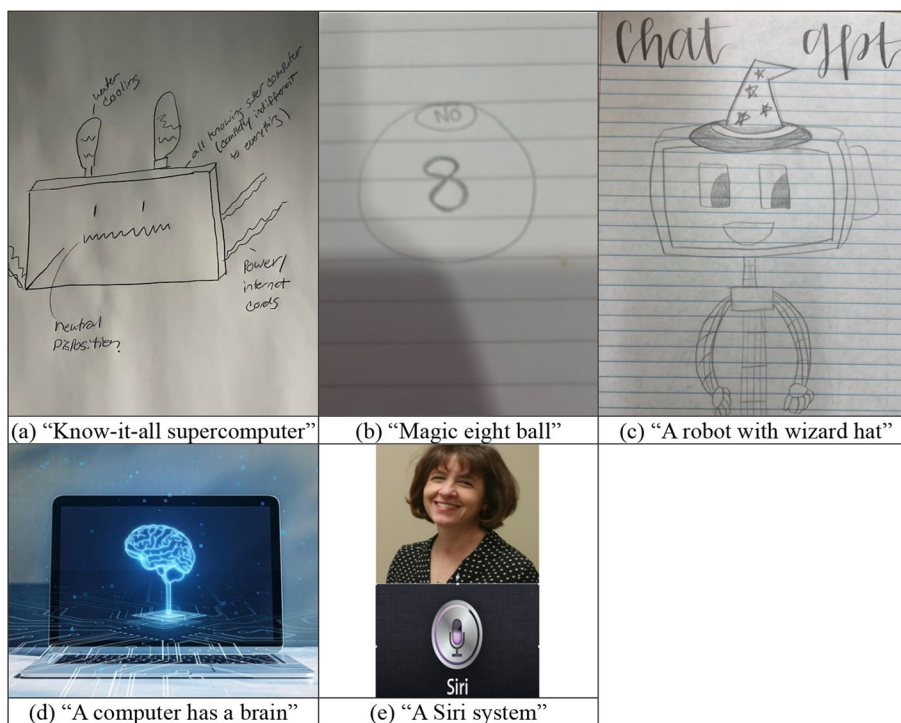 chat gpt
water
cooling
all knowing super computer
(completely indifferent
to everything)
NO
8
Power/
internet
cords
neutral
Disposition?
(a) “Know-it-all supercomputer”
(b) “Magic eight ball”
(c) “A robot with wizard hat”
Siri
(d) “A computer has a brain”
(e) “A Siri system”